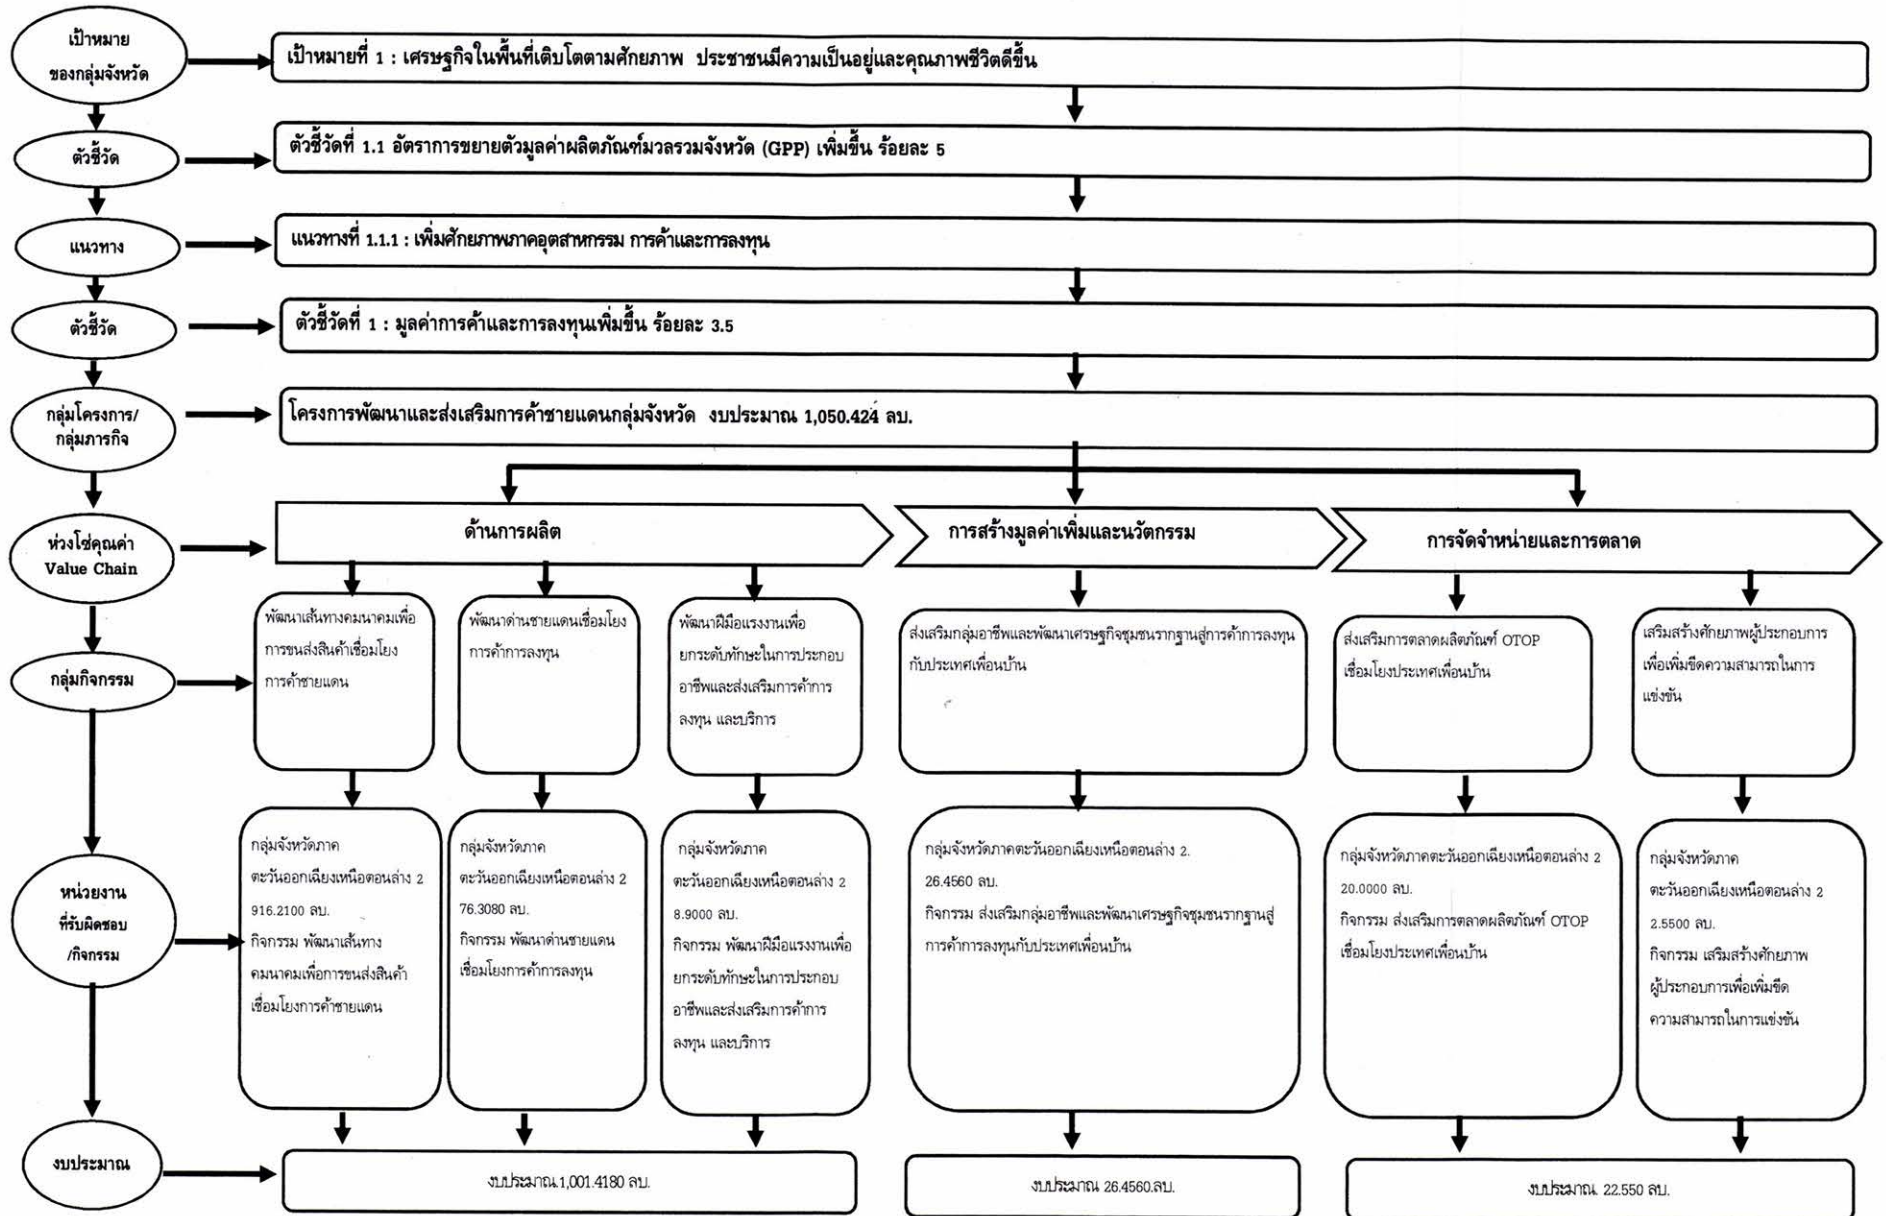 เป้าหมาย
ของกลุ่มจังหวัด
เป้าหมายที่ 1 : เศรษฐกิจในพื้นที่เติบโตตามศักยภาพ ประชาชนมีความเป็นอยู่และคุณภาพชีวิตดีขึ้น
ตัวชี้วัด
ตัวชี้วัดที่ 1.1 อัตราการขยายตัวมูลค่าผลิตภัณฑ์มวลรวมจังหวัด (GPP) เพิ่มขึ้น ร้อยละ 5
แนวทาง
แนวทางที่ 1.1.1 : เพิ่มศักยภาพภาคอุตสาหกรรม การค้าและการลงทุน
ตัวชี้วัด
ตัวชี้วัดที่ 1 : มูลค่าการค้าและการลงทุนเพิ่มขึ้น ร้อยละ 3.5
กลุ่มโครงการ/
กลุ่มภารกิจ
โครงการพัฒนาและส่งเสริมการค้าชายแดนกลุ่มจังหวัด งบประมาณ 1,050.424 ลบ.
ห่วงโซ่คุณค่า
Value Chain
ด้านการผลิต
การสร้างมูลค่าเพิ่มและนวัตกรรม
การจัดจำหน่ายและการตลาด
กลุ่มกิจกรรม
พัฒนาเส้นทางคมนาคมเพื่อ
การขนส่งสินค้าเชื่อมโยง
การค้าชายแดน
พัฒนาด่านชายแดนเชื่อมโยง
การค้าการลงทุน
พัฒนาฝีมือแรงงานเพื่อ
ยกระดับทักษะในการประกอบ
อาชีพและส่งเสริมการค้าการ
ลงทุน และบริการ
ส่งเสริมกลุ่มอาชีพและพัฒนาเศรษฐกิจชุมชนรากฐานสู่การค้าการลงทุน
กับประเทศเพื่อนบ้าน
ส่งเสริมการตลาดผลิตภัณฑ์ OTOP
เชื่อมโยงประเทศเพื่อนบ้าน
เสริมสร้างศักยภาพผู้ประกอบการ
เพื่อเพิ่มขีดความสามารถในการ
แข่งขัน
หน่วยงาน
ที่รับผิดชอบ
/กิจกรรม
กลุ่มจังหวัดภาค
ตะวันออกเฉียงเหนือตอนล่าง 2
916.2100 ลบ.
กิจกรรม พัฒนาเส้นทาง
คมนาคมเพื่อการขนส่งสินค้า
เชื่อมโยงการค้าชายแดน
กลุ่มจังหวัดภาค
ตะวันออกเฉียงเหนือตอนล่าง 2
76.3080 ลบ.
กิจกรรม พัฒนาด่านชายแดน
เชื่อมโยงการค้าการลงทุน
กลุ่มจังหวัดภาค
ตะวันออกเฉียงเหนือตอนล่าง 2
8.9000 ลบ.
กิจกรรม พัฒนาฝีมือแรงงานเพื่อ
ยกระดับทักษะในการประกอบ
อาชีพและส่งเสริมการค้าการ
ลงทุน และบริการ
กลุ่มจังหวัดภาคตะวันออกเฉียงเหนือตอนล่าง 2.
26.4560 ลบ.
กิจกรรม ส่งเสริมกลุ่มอาชีพและพัฒนาเศรษฐกิจชุมชนรากฐานสู่
การค้าการลงทุนกับประเทศเพื่อนบ้าน
กลุ่มจังหวัดภาคตะวันออกเฉียงเหนือตอนล่าง 2
20.0000 ลบ.
กิจกรรม ส่งเสริมการตลาดผลิตภัณฑ์ OTOP
เชื่อมโยงประเทศเพื่อนบ้าน
กลุ่มจังหวัดภาค
ตะวันออกเฉียงเหนือตอนล่าง 2
2.5500 ลบ.
กิจกรรม เสริมสร้างศักยภาพ
ผู้ประกอบการเพื่อเพิ่มขีด
ความสามารถในการแข่งขัน
งบประมาณ
งบประมาณ.1,001.4180 ลบ.
งบประมาณ 26.4560.ลบ.
งบประมาณ. 22.550 ลบ.